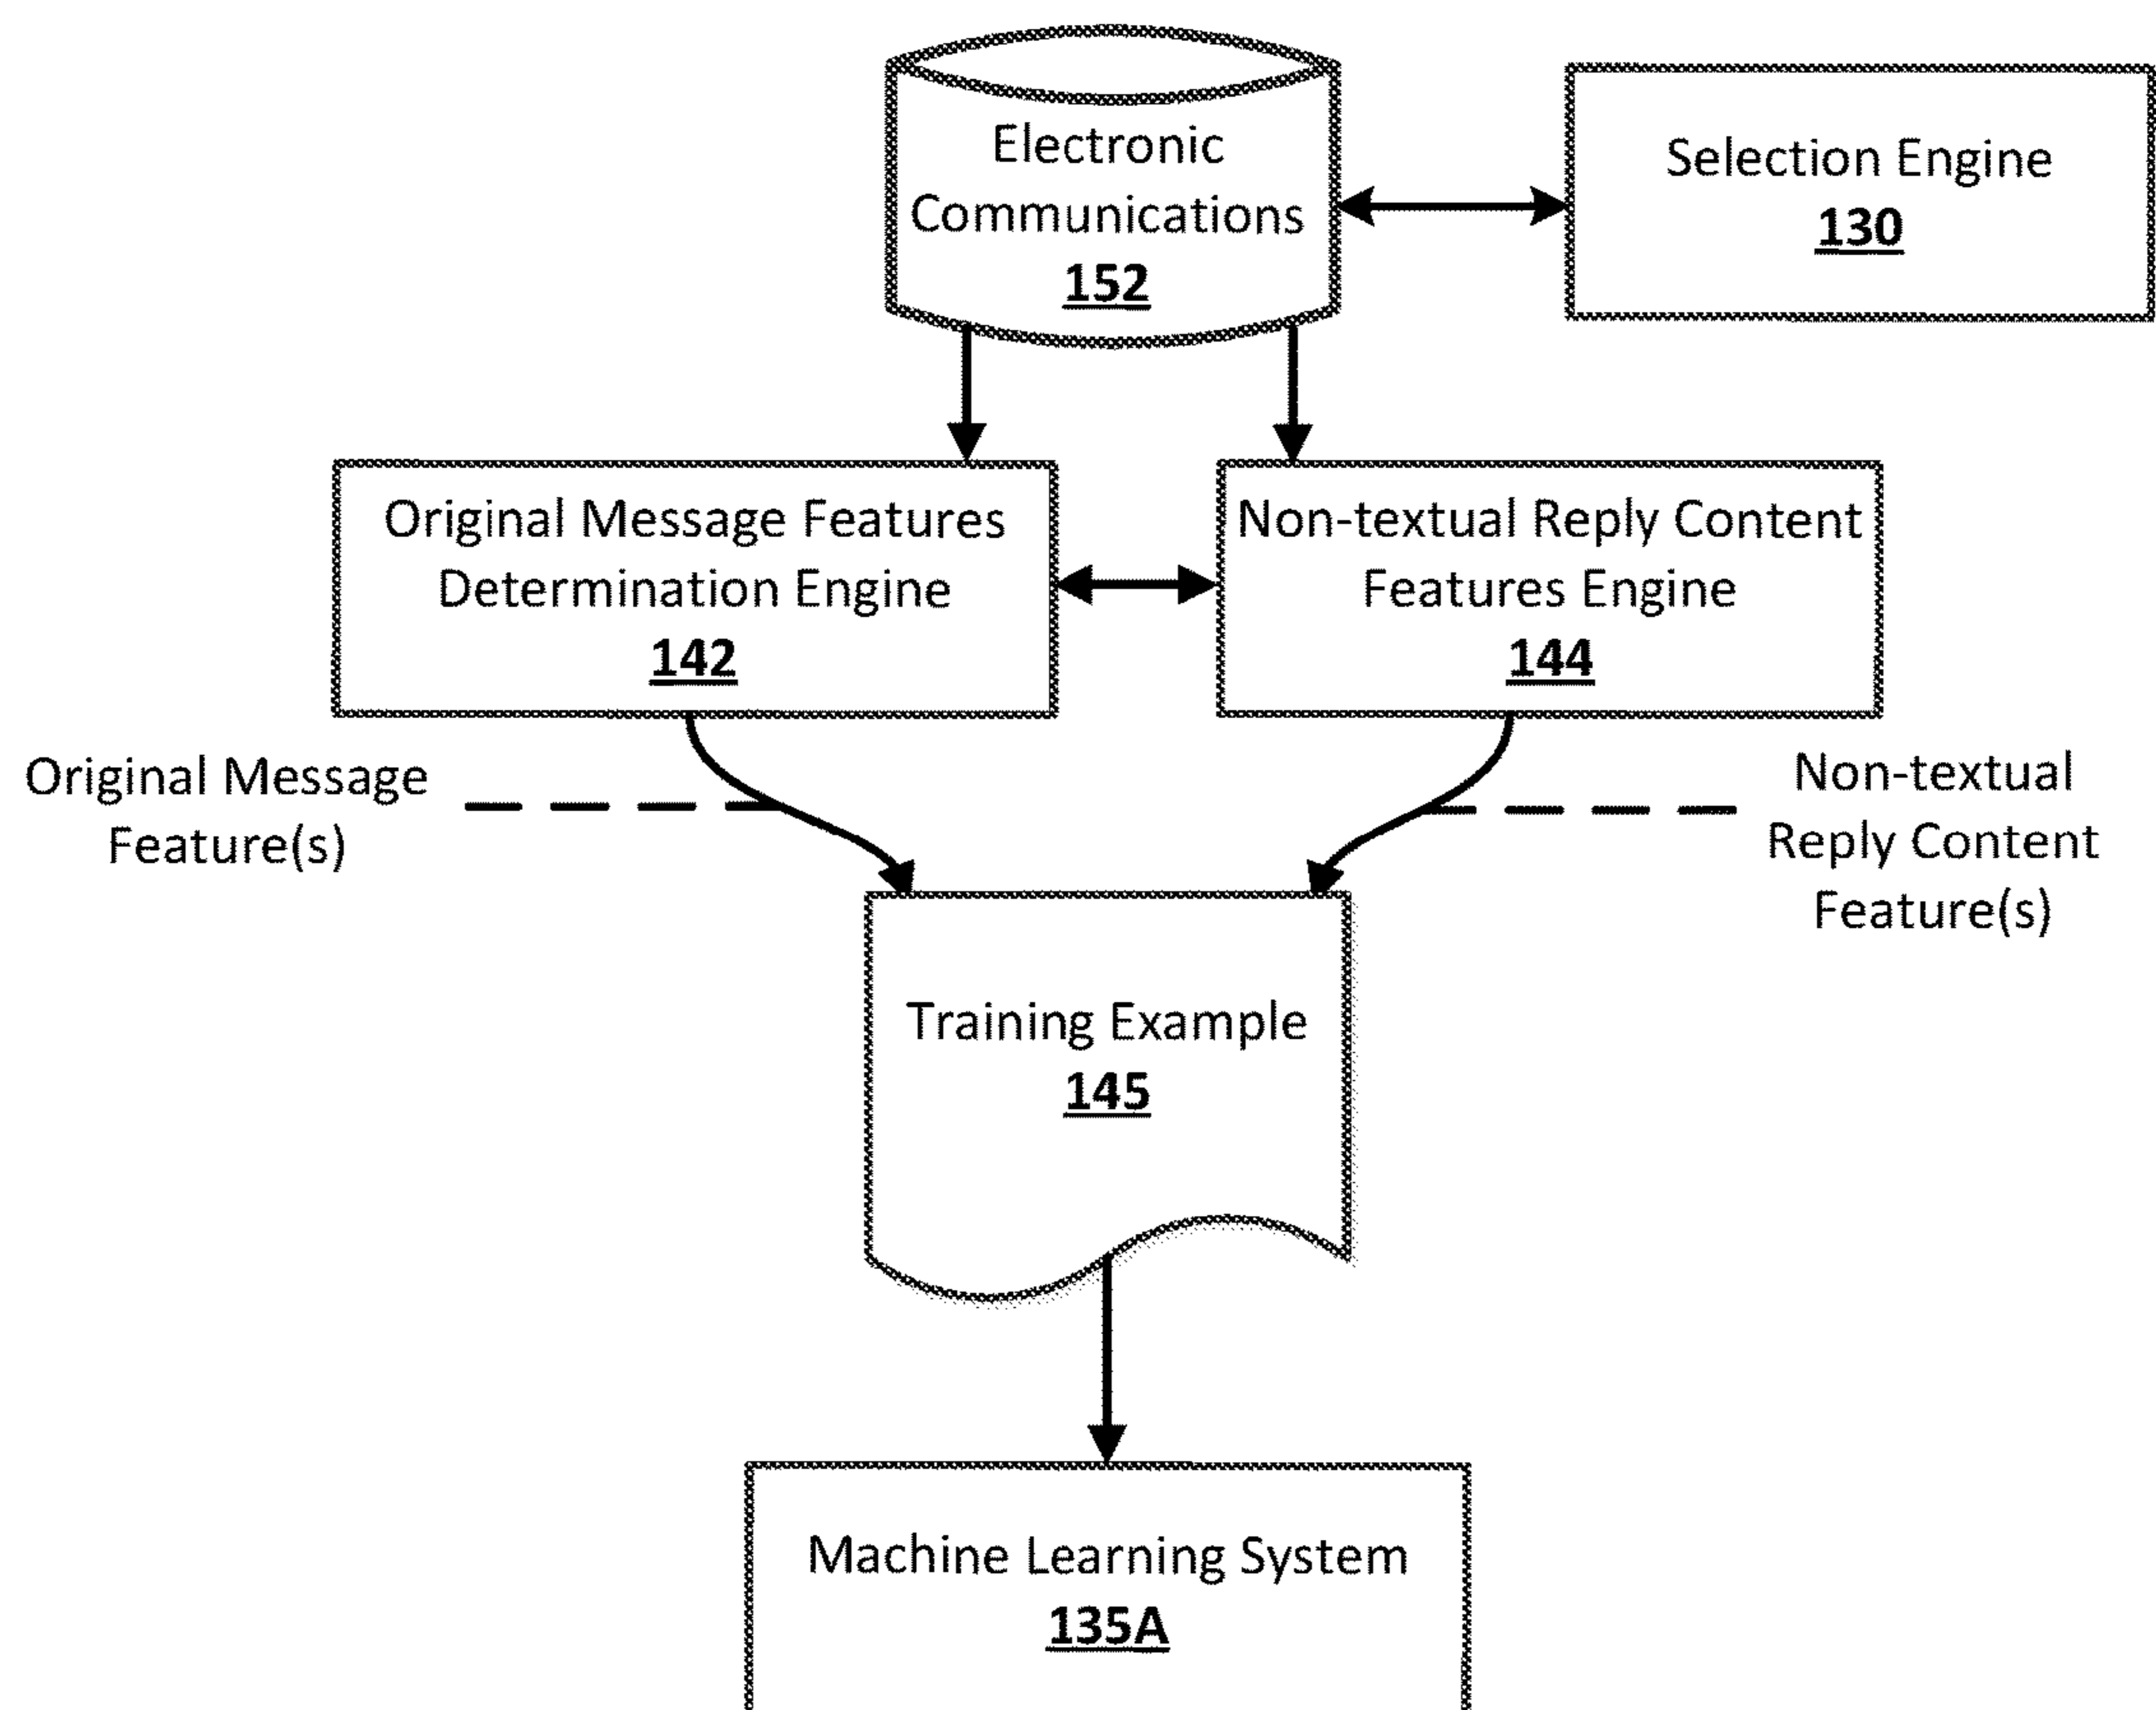 Electronic
Communications
152
Selection Engine
130
Original Message Features
Determination Engine
142
Non-textual Reply Content
Features Engine
144
Original Message
Feature(s)
Non-textual
Reply Content
Feature(s)
Training Example
145
Machine Learning System
135A